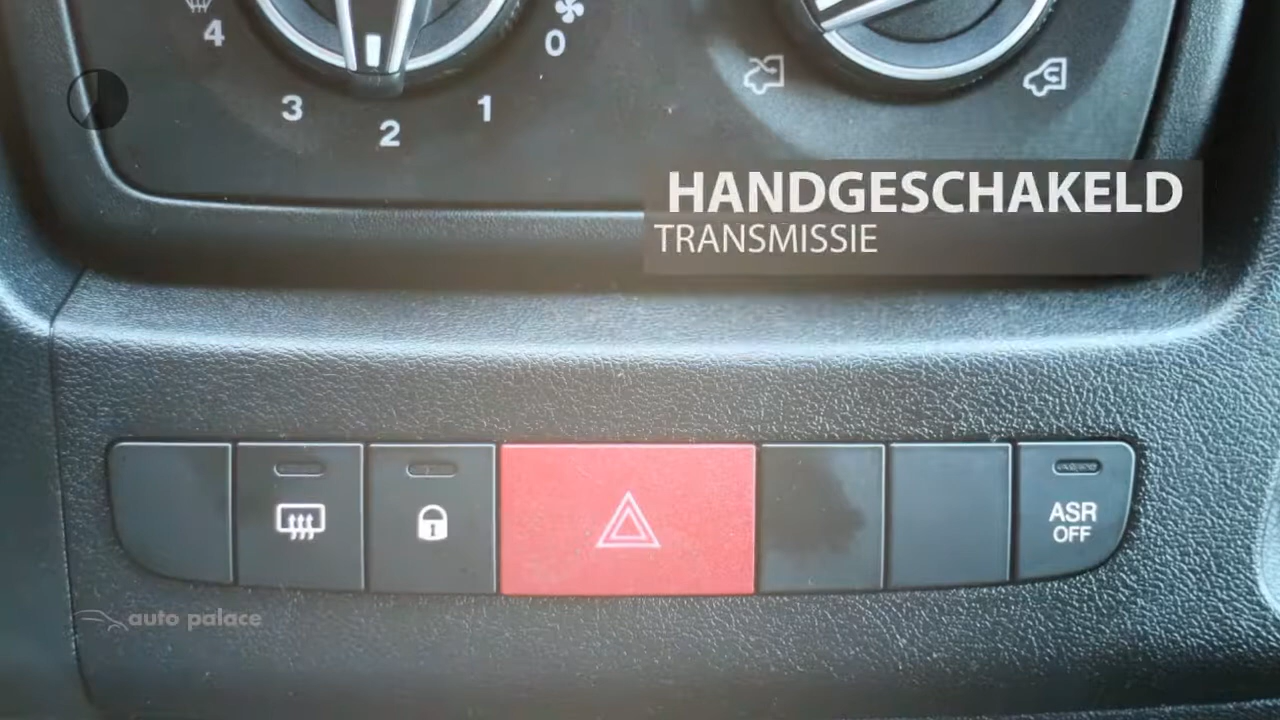 4
0
3
1
2
HANDGESCHAKELD
TRANSMISSIE
ASR
OFF
auto palace